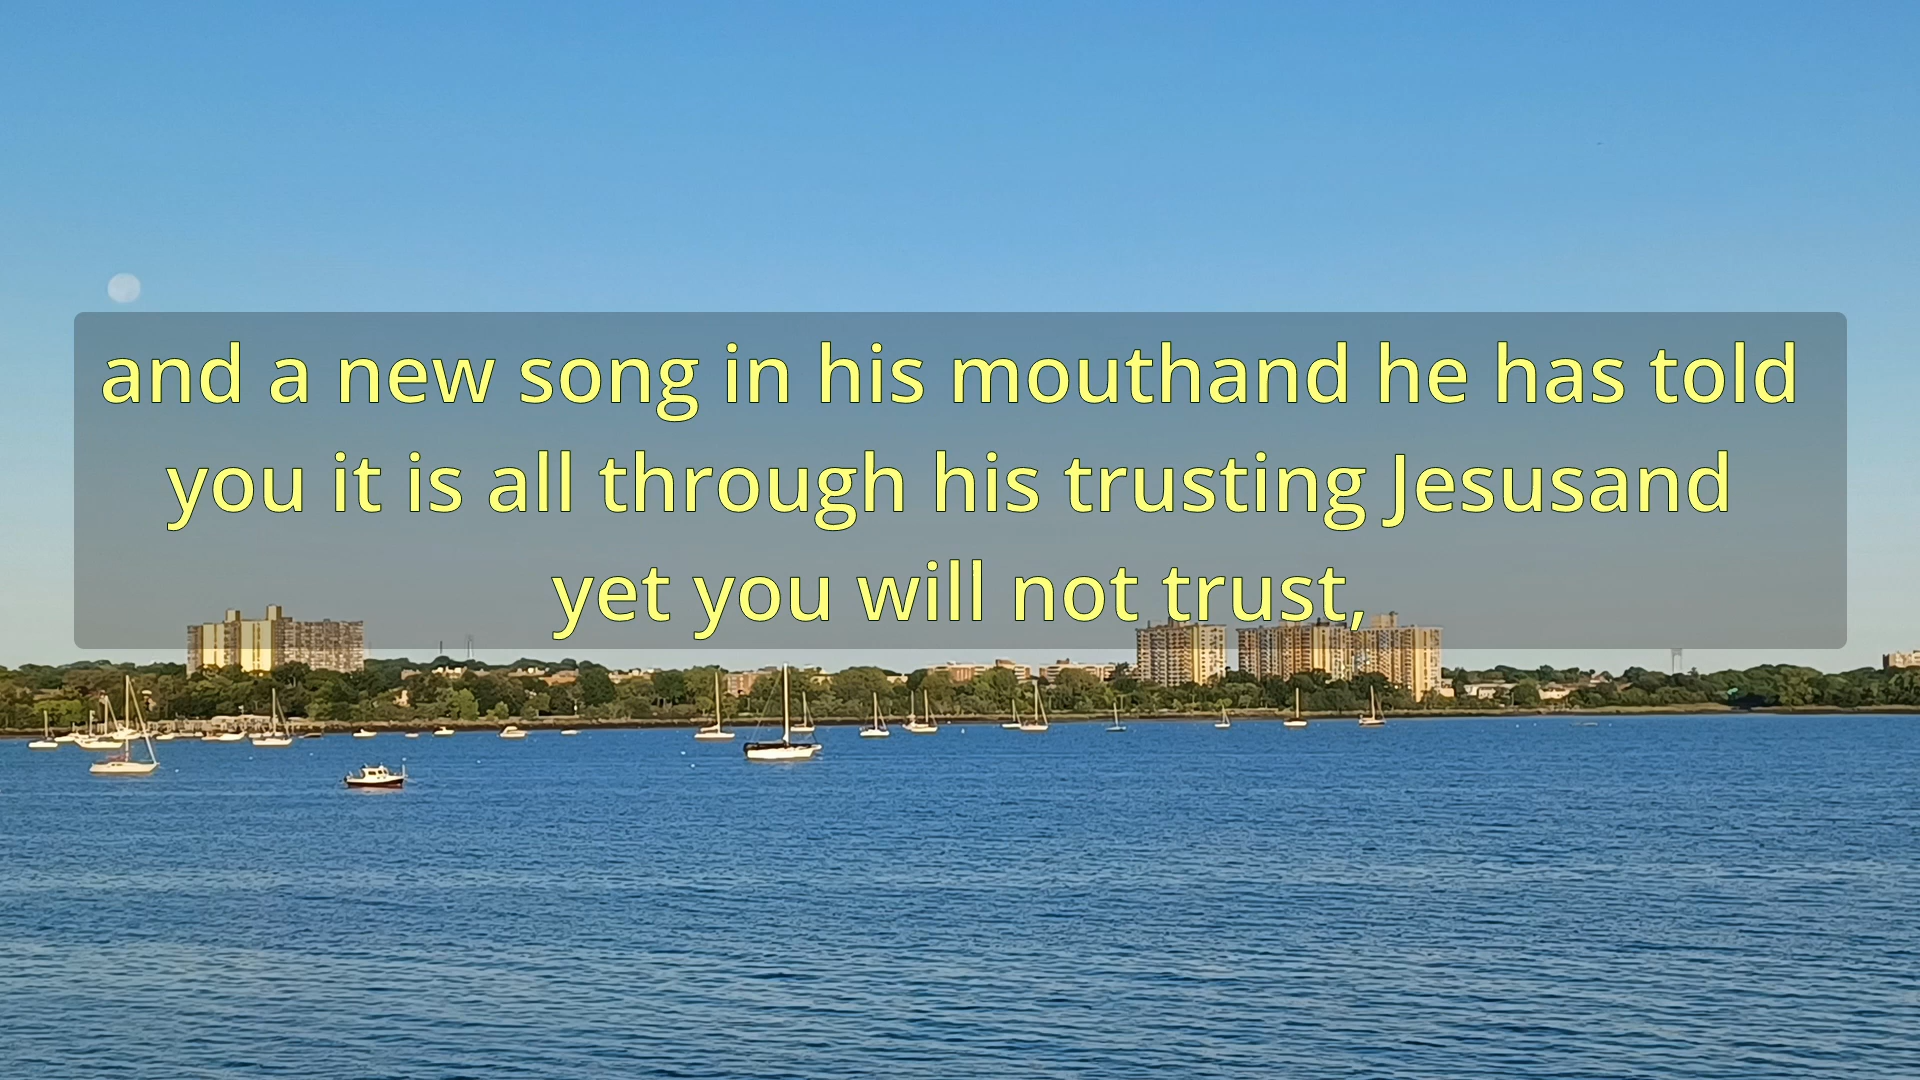 and a new song in his mouthand he has told
you it is all through his trusting Jesusand
yet you will not trust,